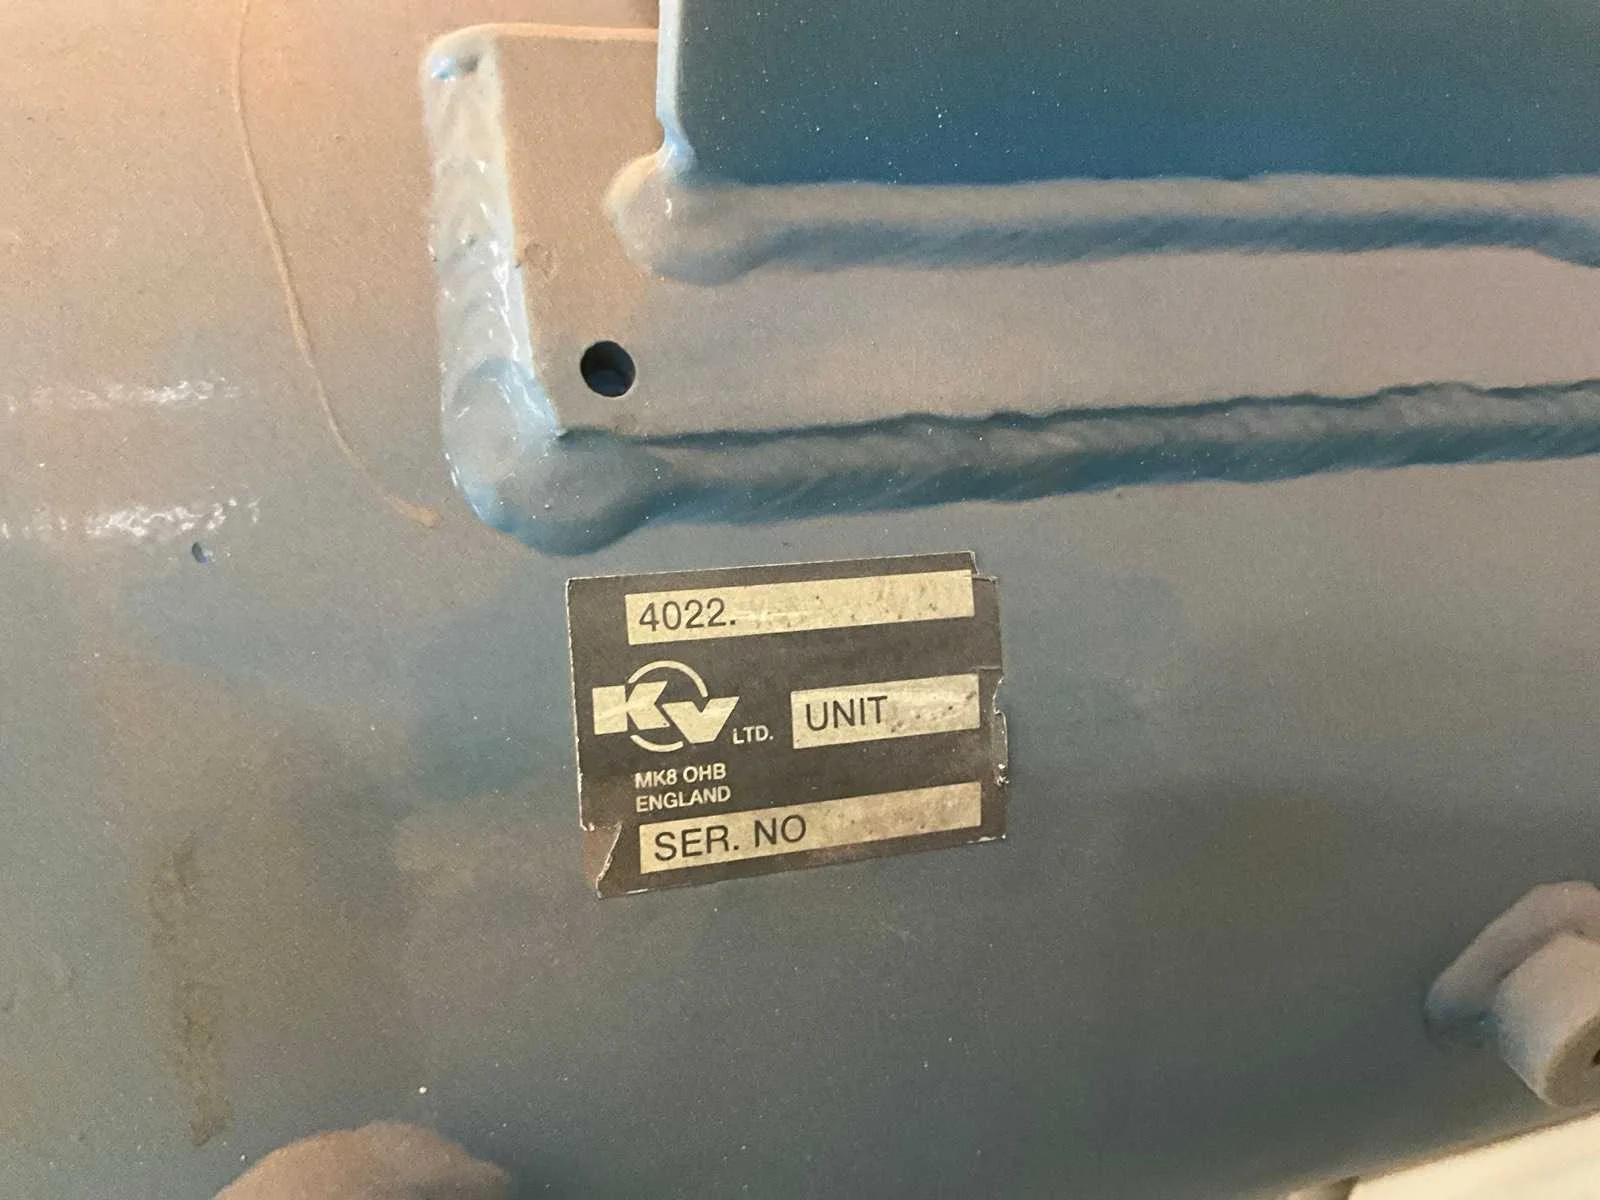 4022.
KV LTD.
UNIT
MK8 OHB
ENGLAND
SER. NO